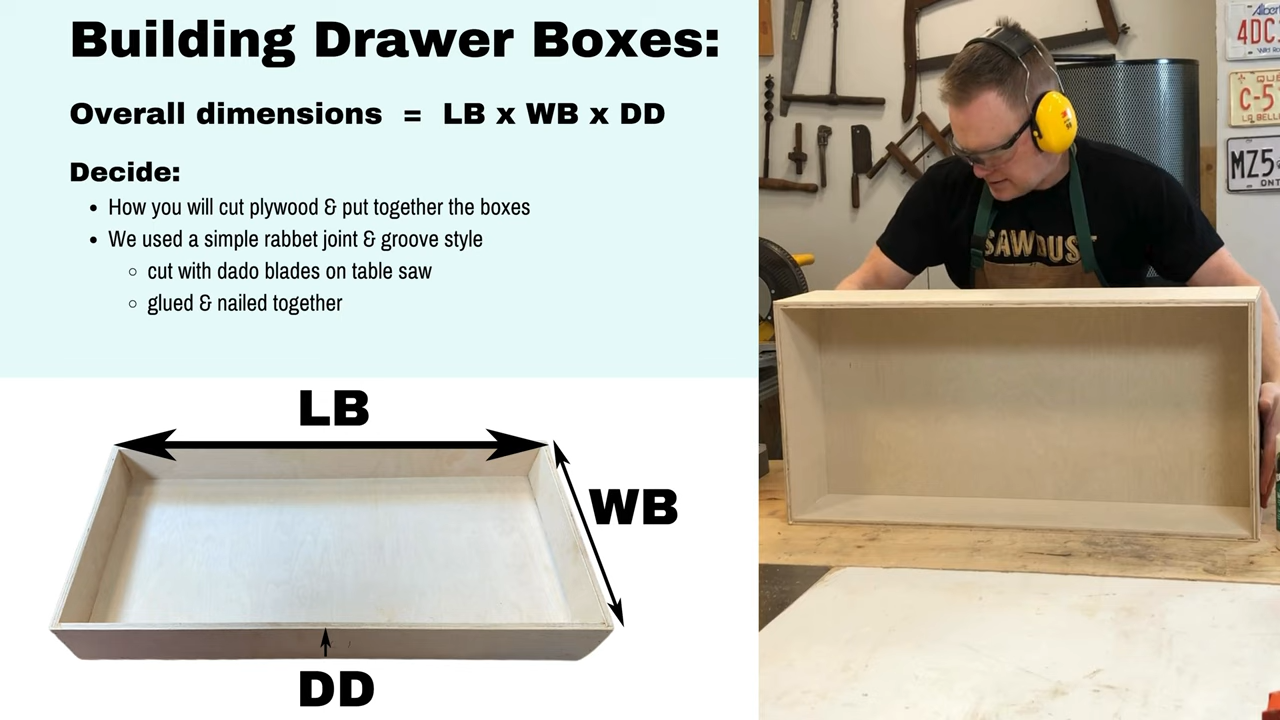 Building Drawer Boxes:
Overall dimensions = LB x WB x DD
Decide:
• How you will cut plywood & put together the boxes
• We used a simple rabbet joint & groove style
◦ cut with dado blades on table saw
◦ glued & nailed together
LB
WB
DD
SAWDUST
4DC
C-5
MZ5
ONT